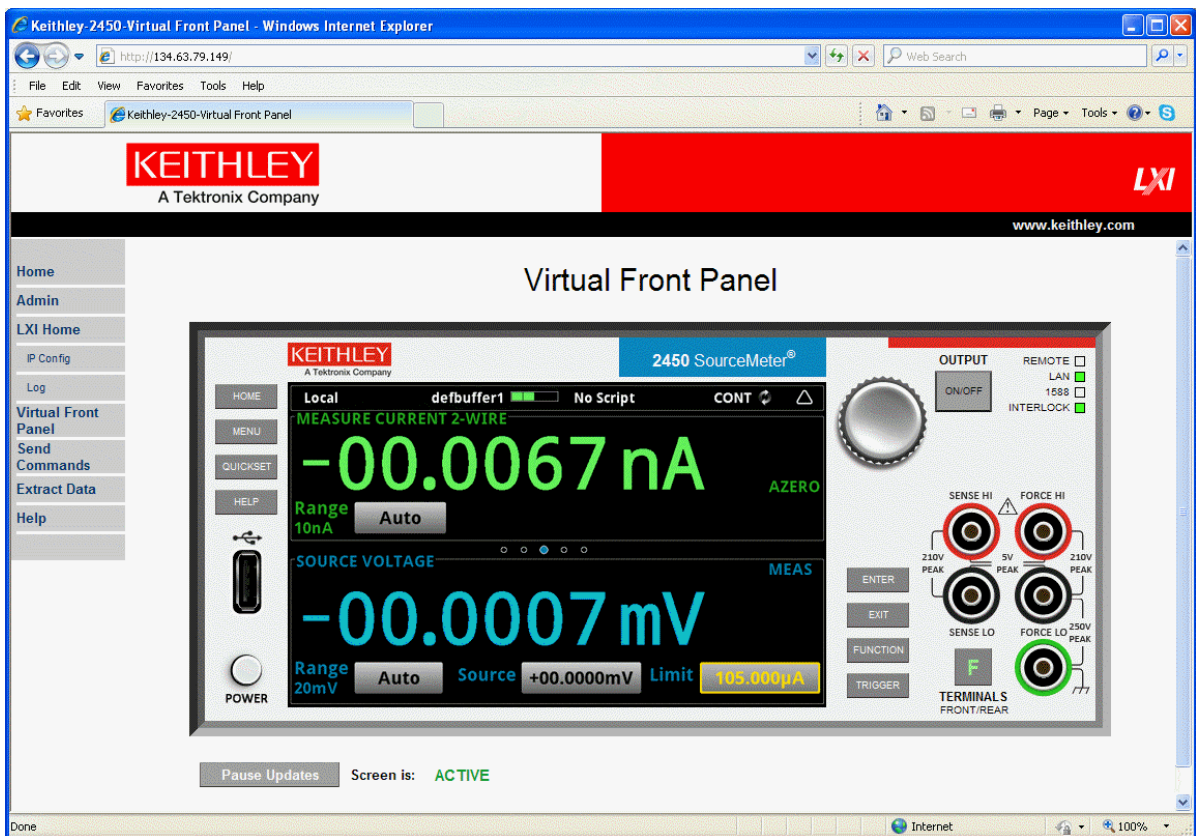 Keithley-2450-Virtual Front Panel - Windows Internet Explorer
http://134.63.79.149/
Web Search
File Edit View Favorites Tools Help
Favorites
Keithley-2450-Virtual Front Panel
Page Tools
KEITHLEY
A Tektronix Company
LXI
www.keithley.com
Home
Admin
LXI Home
IP Config
Log
Virtual Front
Panel
Send
Commands
Extract Data
Help
Virtual Front Panel
KEITHLEY
A Tektronix Company
2450 SourceMeter®
HOME
MENU
QUICKSET
HELP
POWER
Local defbuffer1 No Script CONT
MEASURE CURRENT 2-WIRE
-00.0067 nA
AZERO
Range
10nA
Auto
SOURCE VOLTAGE
MEAS
-00.0007 mV
Range
20mV
Auto
Source
+00.0000mV
Limit
105.000µA
OUTPUT
ON/OFF
REMOTE
LAN
1588
INTERLOCK
SENSE HI
FORCE HI
210V
PEAK
5V
PEAK
210V
PEAK
SENSE LO
FORCE LO
250V
PEAK
ENTER
EXIT
FUNCTION
TRIGGER
F
TERMINALS
FRONT/REAR
Pause Updates
Screen is: ACTIVE
Done
Internet
100%